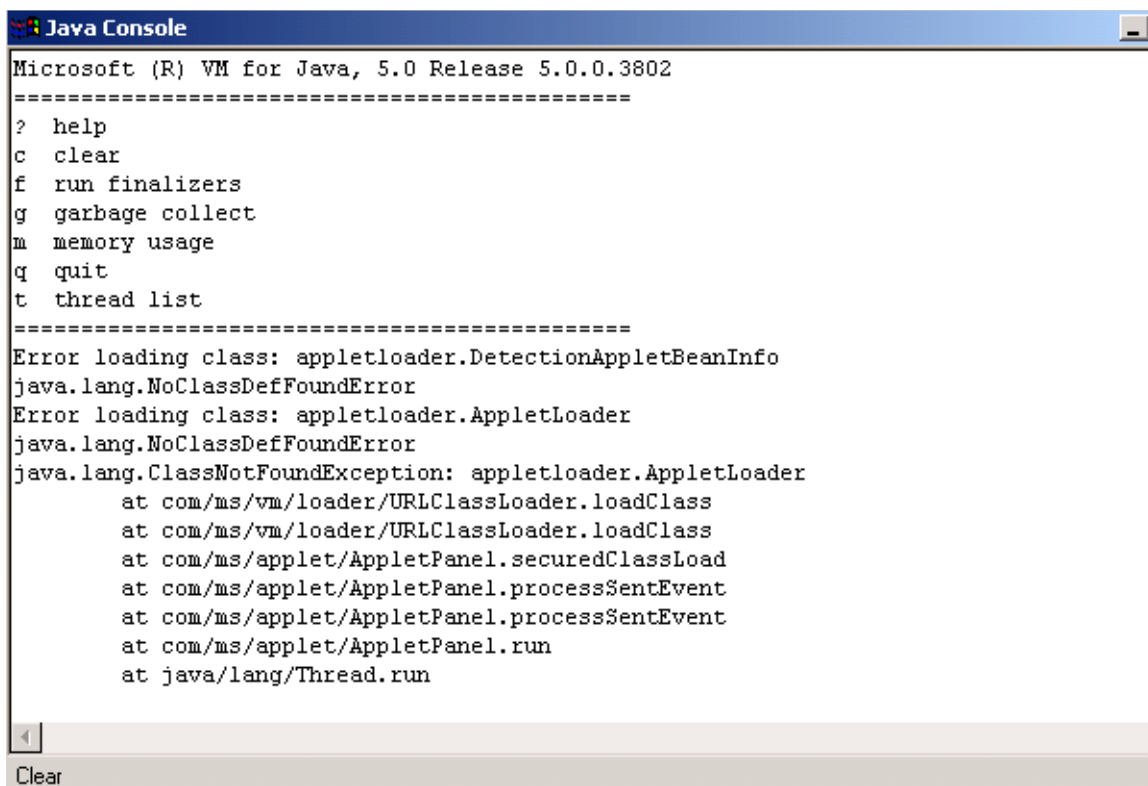 Java Console
Microsoft (R) VM for Java, 5.0 Release 5.0.0.3802
==============================================
?  help
c  clear
f  run finalizers
g  garbage collect
m  memory usage
q  quit
t  thread list
==============================================
Error loading class: appletloader.DetectionAppletBeanInfo
java.lang.NoClassDefFoundError
Error loading class: appletloader.AppletLoader
java.lang.NoClassDefFoundError
java.lang.ClassNotFoundException: appletloader.AppletLoader
        at com/ms/vm/loader/URLClassLoader.loadClass
        at com/ms/vm/loader/URLClassLoader.loadClass
        at com/ms/applet/AppletPanel.securedClassLoad
        at com/ms/applet/AppletPanel.processSentEvent
        at com/ms/applet/AppletPanel.processSentEvent
        at com/ms/applet/AppletPanel.run
        at java/lang/Thread.run
Clear